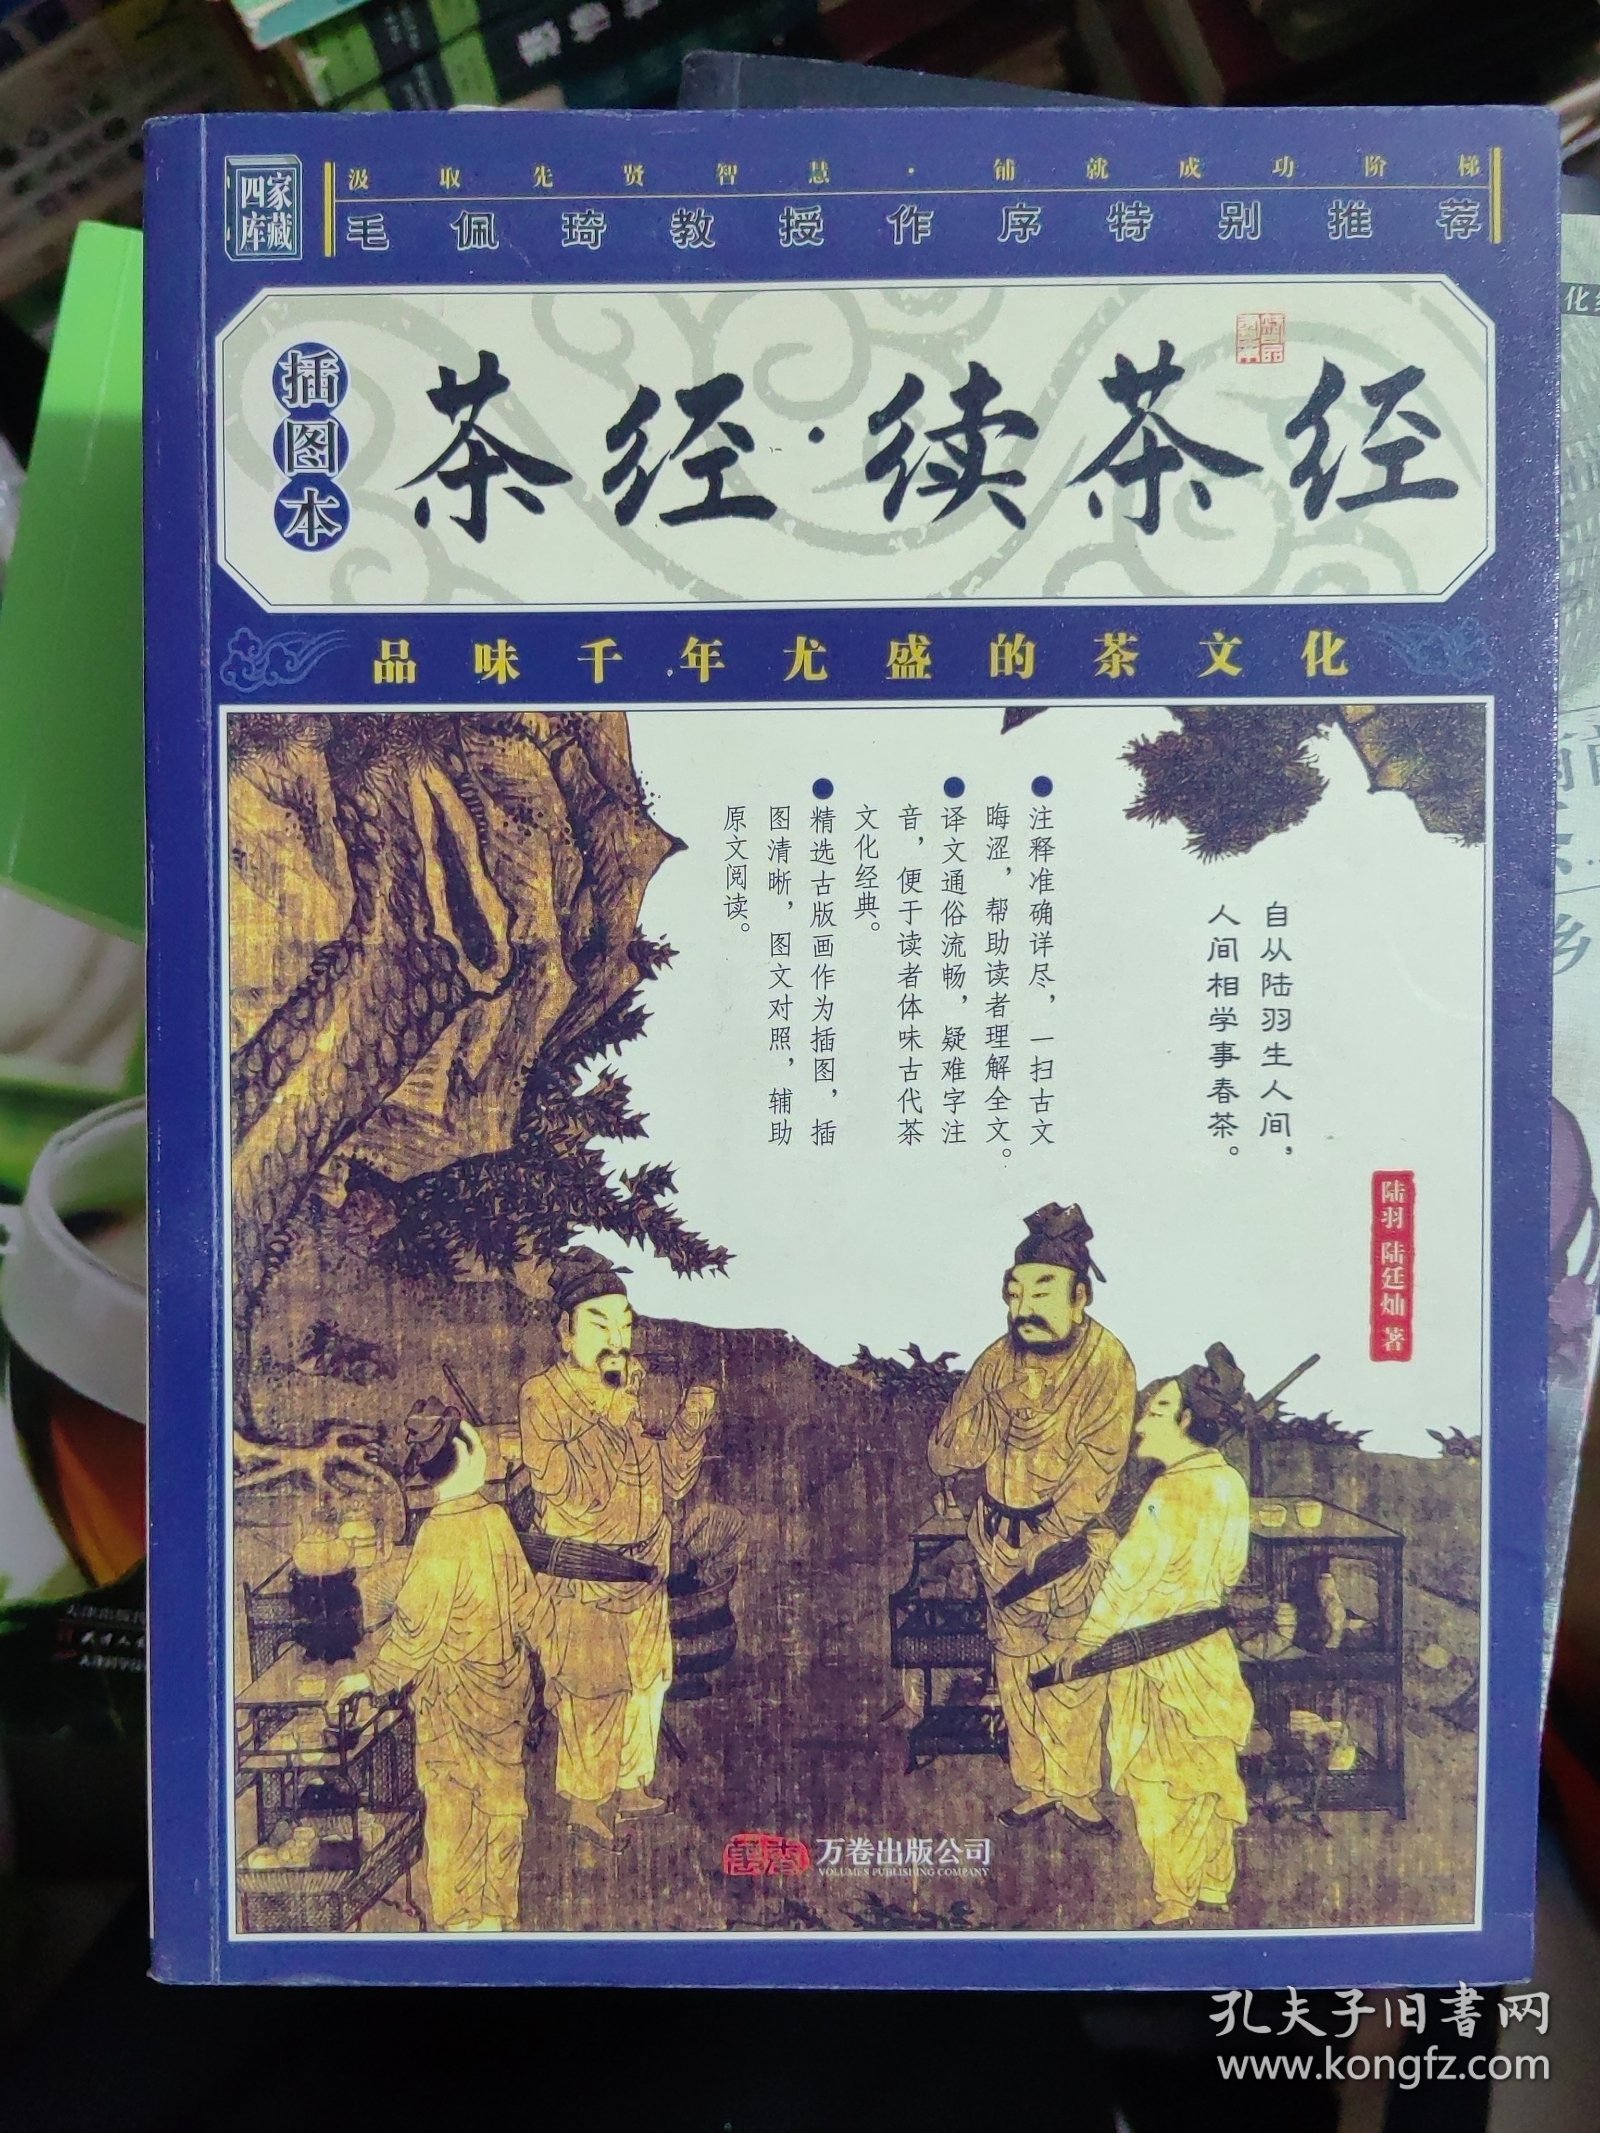 家藏
四库
汲取先贤智慧·铺就成功阶梯
毛佩琦教授作序特别推荐
插图本
茶经·续茶经
品味千年尤盛的茶文化
自从陆羽生人间，
人间相学事春茶。
●注释准确详尽，一扫古文
晦涩，帮助读者理解全文。
●译文通俗流畅，疑难字注
音，便于读者体味古代茶
文化经典。
●精选古版画作为插图，插
图清晰，图文对照，辅助
原文阅读。
陆羽 陆廷灿 著
万卷出版公司
VOLUMES PUBLISHING COMPANY
孔夫子旧书网
www.kongfz.com